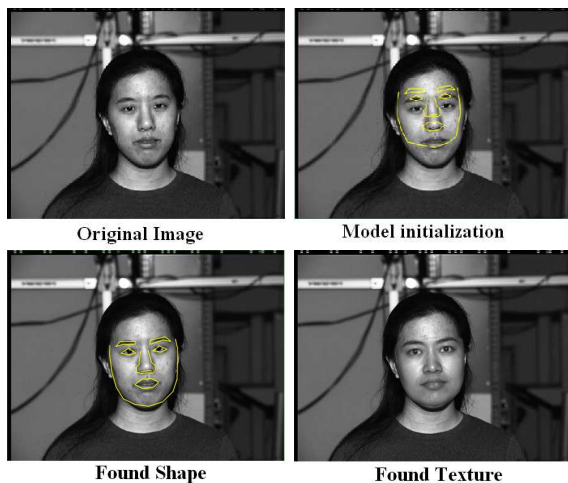 Original Image
Model initialization
Found Shape
Found Texture